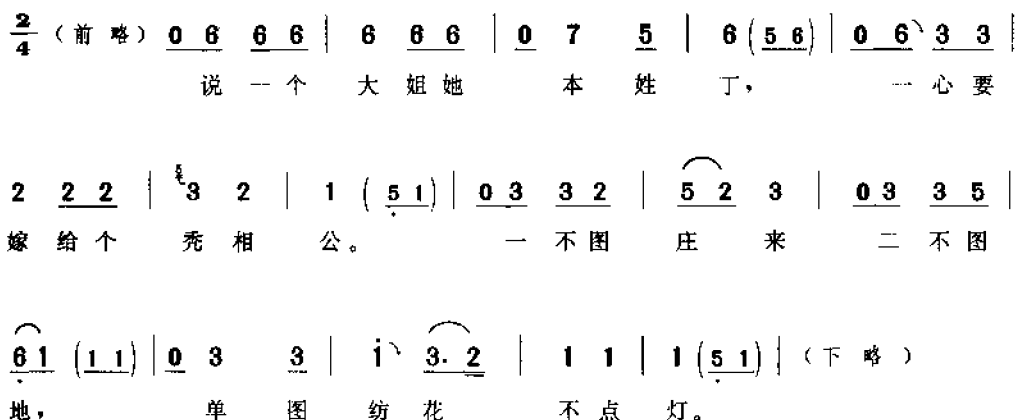 2/4 （前略）0 6 6 6 | 6 6 6 | 0 7 5 | 6 (5 6) | 0 6 3 3 |
说一个 大姐她 本姓 丁， 一心要
2 2 2 | 5 3 2 | 1 (5 1) | 0 3 3 2 | 5 2 3 | 0 3 3 5 |
嫁给个 秃相 公。 一不图 庄来 二不图
6 1 (1 1) | 0 3 3 | i 3. 2 | 1 1 | 1 (5 1) | （下略）
地， 单图 纺花 不点 灯。